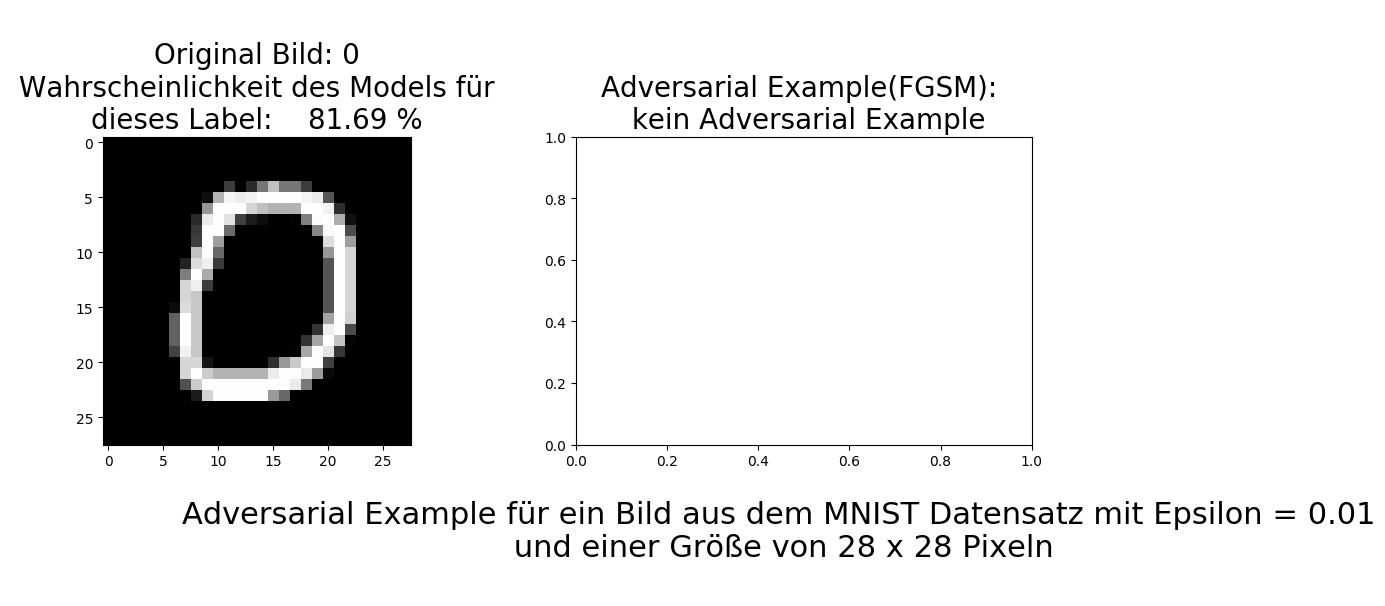 Original Bild: 0
Wahrscheinlichkeit des Models für
dieses Label: 81.69 %
0
5
10
15
20
25
0 5 10 15 20 25
Adversarial Example(FGSM):
kein Adversarial Example
1.0
0.8
0.6
0.4
0.2
0.0
0.0 0.2 0.4 0.6 0.8 1.0
Adversarial Example für ein Bild aus dem MNIST Datensatz mit Epsilon = 0.01
und einer Größe von 28 x 28 Pixeln